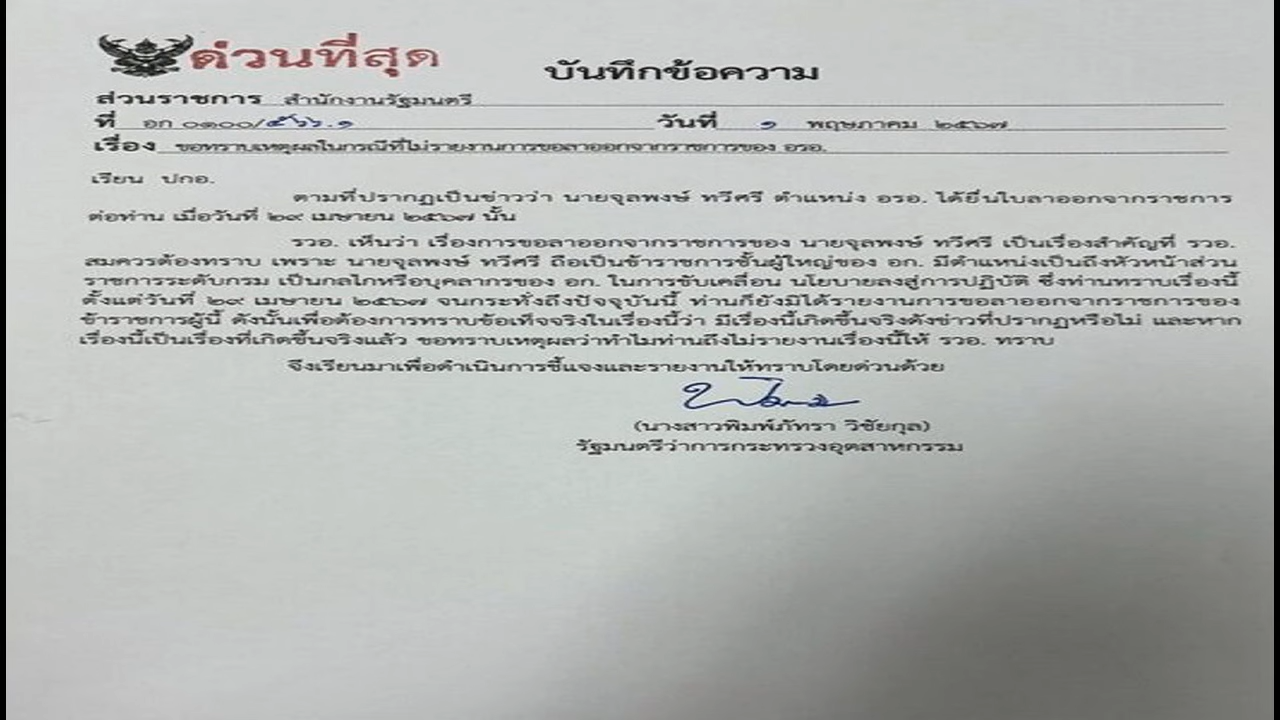 ด่วนที่สุด
บันทึกข้อความ
ส่วนราชการ สำนักงานรัฐมนตรี
ที่ อก ๐๑๐๐/๕๖๖.๑ วันที่ ๑ พฤษภาคม ๒๕๖๗
เรื่อง ขอทราบเหตุผลในกรณีที่ไม่รายงานการขอลาออกจากราชการของ อรอ.
เรียน ปกอ.
ตามที่ปรากฏเป็นข่าวว่า นายจุลพงษ์ ทวีศรี ตำแหน่ง อรอ. ได้ยื่นใบลาออกจากราชการ
ต่อท่าน เมื่อวันที่ ๒๙ เมษายน ๒๕๖๗ นั้น
รวอ. เห็นว่า เรื่องการขอลาออกจากราชการของ นายจุลพงษ์ ทวีศรี เป็นเรื่องสำคัญที่ รวอ.
สมควรต้องทราบ เพราะ นายจุลพงษ์ ทวีศรี ถือเป็นข้าราชการชั้นผู้ใหญ่ของ อก. มีตำแหน่งเป็นถึงหัวหน้าส่วน
ราชการระดับกรม เป็นกลไกหรือบุคลากรของ อก. ในการขับเคลื่อน นโยบายลงสู่การปฏิบัติ ซึ่งท่านทราบเรื่องนี้
ตั้งแต่วันที่ ๒๙ เมษายน ๒๕๖๗ จนกระทั่งถึงปัจจุบันนี้ ท่านก็ยังมิได้รายงานการขอลาออกจากราชการของ
ข้าราชการผู้นี้ ดังนั้นเพื่อต้องการทราบข้อเท็จจริงในเรื่องนี้ว่า มีเรื่องนี้เกิดขึ้นจริงดังข่าวที่ปรากฏหรือไม่ และหาก
เรื่องนี้เป็นเรื่องที่เกิดขึ้นจริงแล้ว ขอทราบเหตุผลว่าทำไมท่านถึงไม่รายงานเรื่องนี้ให้ รวอ. ทราบ
จึงเรียนมาเพื่อดำเนินการชี้แจงและรายงานให้ทราบโดยด่วนด้วย
(นางสาวพิมพ์ภัทรา วิชัยกุล)
รัฐมนตรีว่าการกระทรวงอุตสาหกรรม